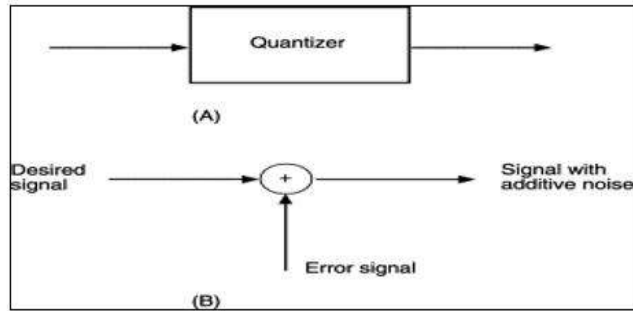 Quantizer
(A)
Desired
signal
+
Signal with
additive noise
Error signal
(B)